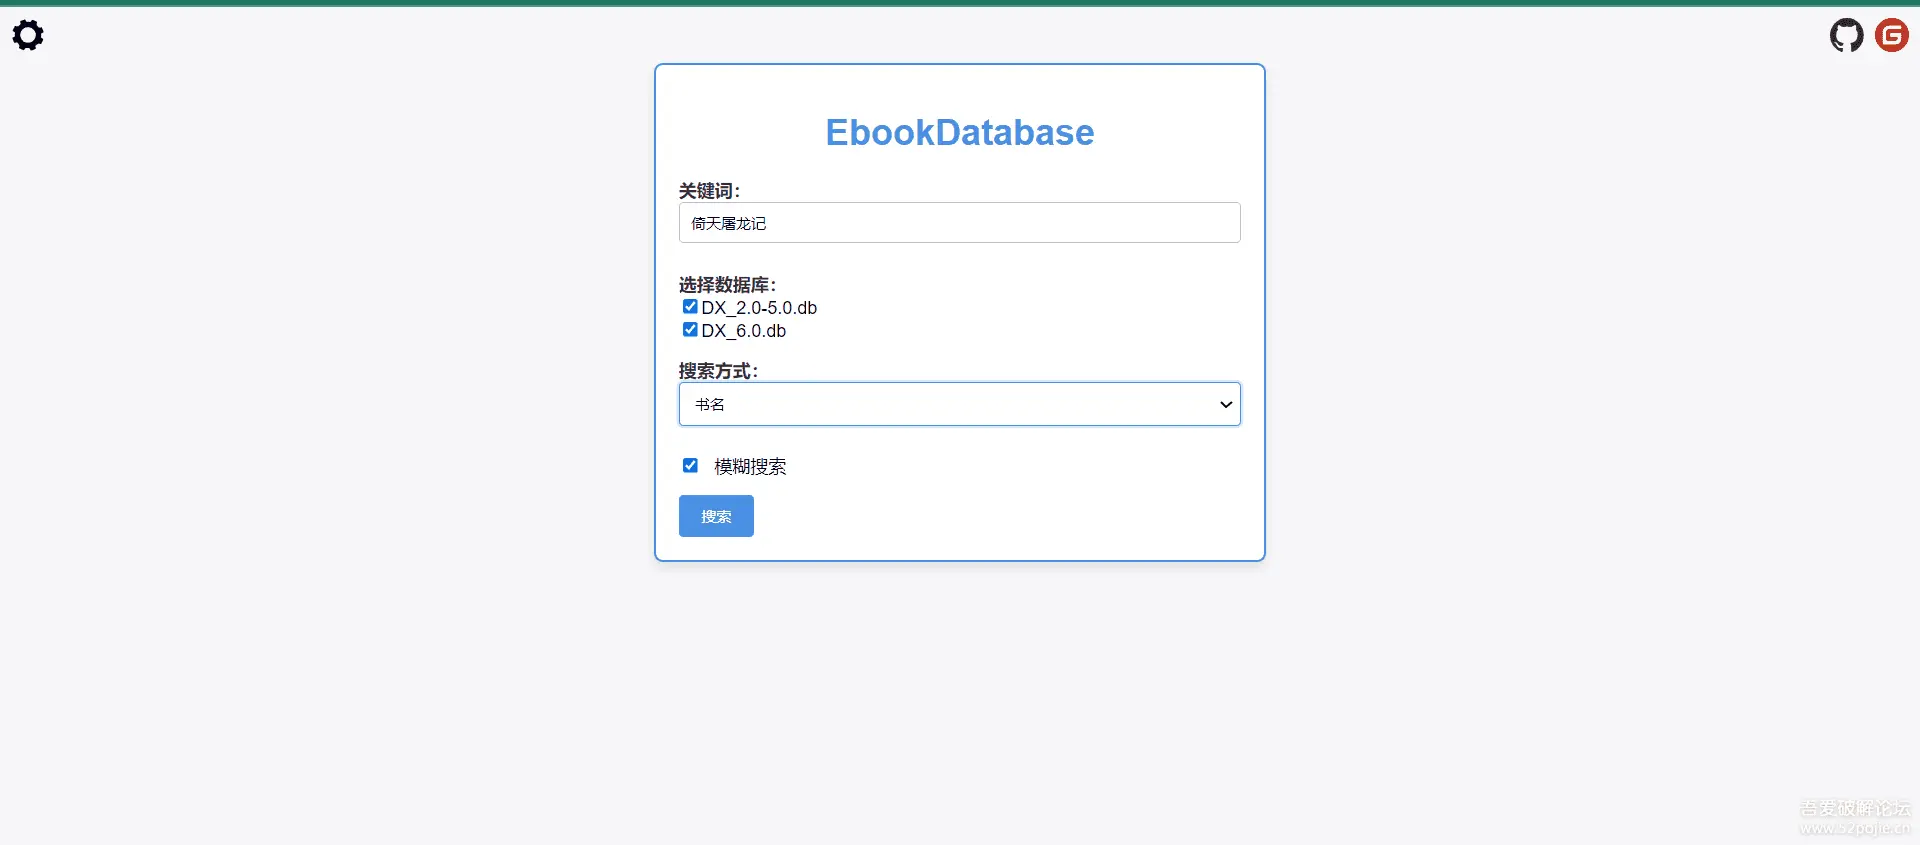 EbookDatabase
关键词：
倚天屠龙记
选择数据库：
DX_2.0-5.0.db
DX_6.0.db
搜索方式：
书名
模糊搜索
搜索
吾爱破解论坛
www.52pojie.cn